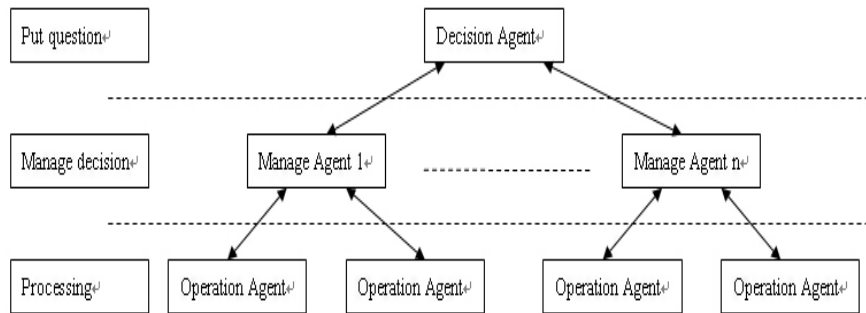 Put question
Decision Agent
Manage decision
Manage Agent 1
Manage Agent n
Processing
Operation Agent
Operation Agent
Operation Agent
Operation Agent